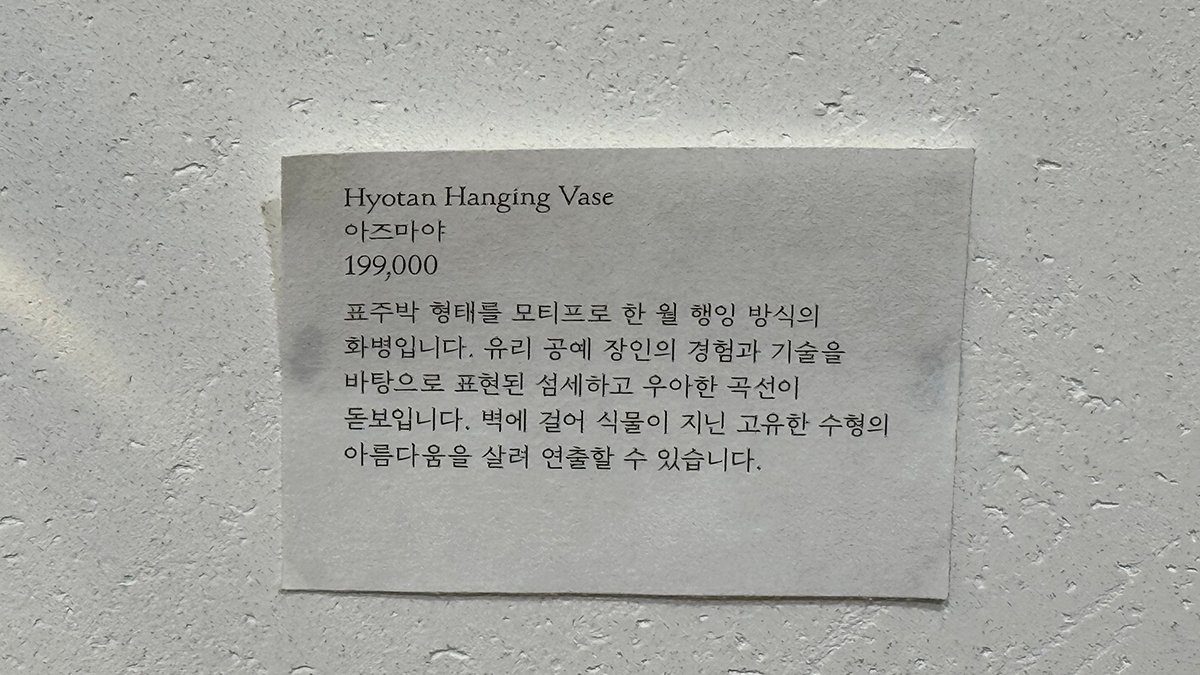 Hyotan Hanging Vase
아즈마야
199,000
표주박 형태를 모티프로 한 월 행잉 방식의
화병입니다. 유리 공예 장인의 경험과 기술을
바탕으로 표현된 섬세하고 우아한 곡선이
돋보입니다. 벽에 걸어 식물이 지닌 고유한 수형의
아름다움을 살려 연출할 수 있습니다.